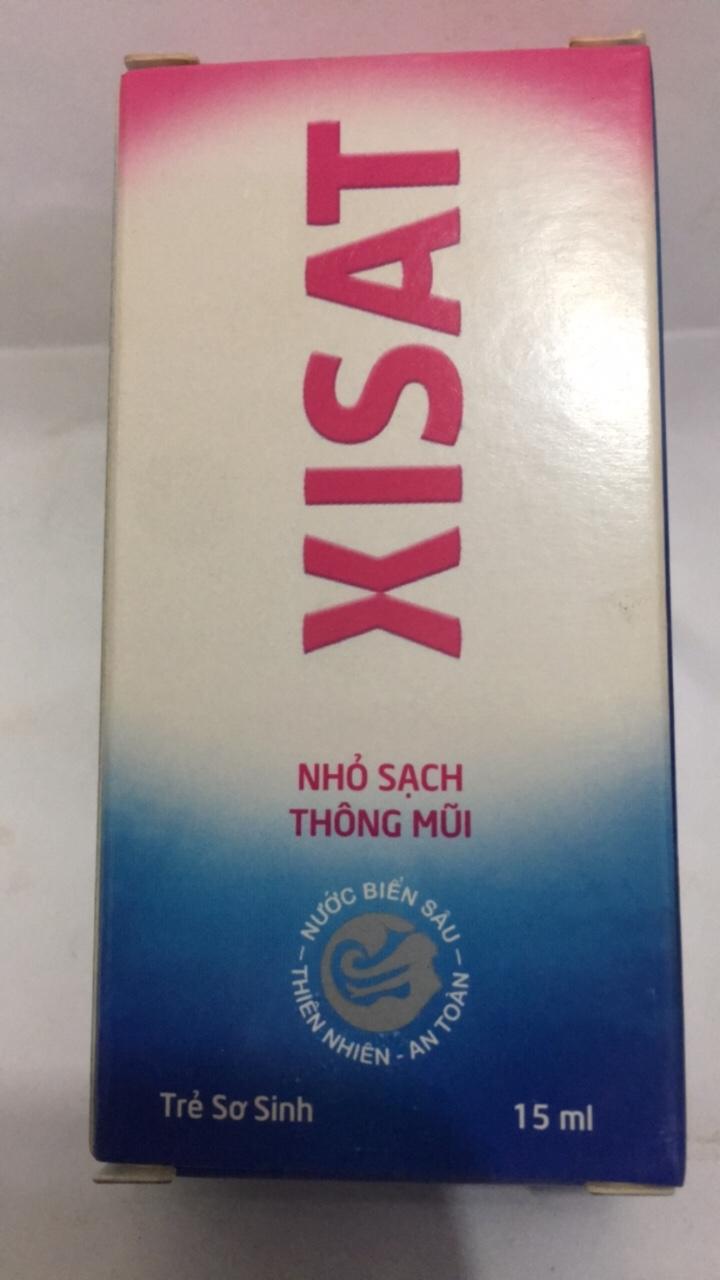 XISAT
NHỎ SẠCH
THÔNG MŨI
NƯỚC BIỂN SÂU
THIÊN NHIÊN - AN TOÀN
Trẻ Sơ Sinh
15 ml